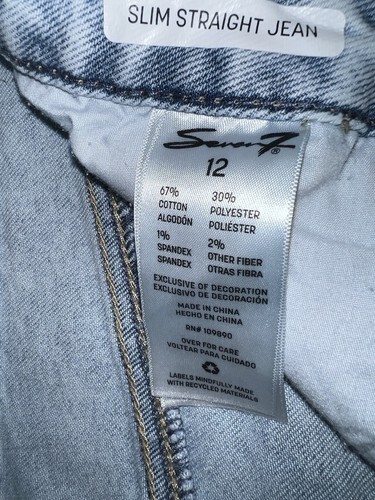 SLIM STRAIGHT JEAN
Seven7®
12
67% 30%
COTTON POLYESTER
ALGODÓN POLIÉSTER
1% 2%
SPANDEX OTHER FIBER
SPANDEX OTRAS FIBRA
EXCLUSIVE OF DECORATION
EXCLUSIVO DE DECORACIÓN
MADE IN CHINA
HECHO EN CHINA
RN# 109890
OVER FOR CARE
VOLTEAR PARA CUIDADO
LABELS MINDFULLY MADE
WITH RECYCLED MATERIALS